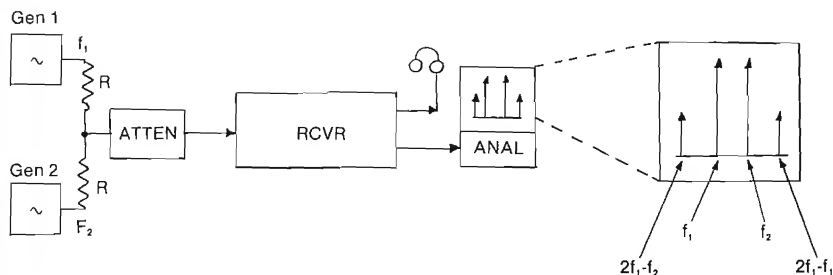 Gen 1
f₁
~
R
ATTEN
RCVR
ANAL
Gen 2
~
R
F₂
f₁
f₂
2f₁-f₂
2f₁-f₁